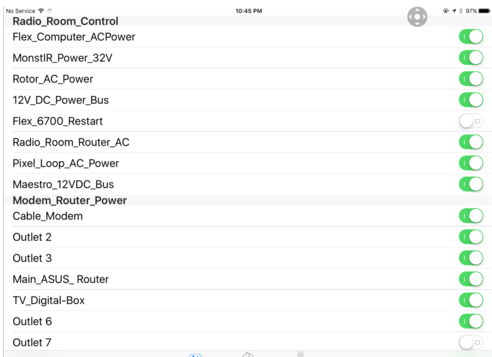 No Service 10:45 PM 97%
Radio_Room_Control
Flex_Computer_ACPower
MonstIR_Power_32V
Rotor_AC_Power
12V_DC_Power_Bus
Flex_6700_Restart
Radio_Room_Router_AC
Pixel_Loop_AC_Power
Maestro_12VDC_Bus
Modem_Router_Power
Cable_Modem
Outlet 2
Outlet 3
Main_ASUS_ Router
TV_Digital-Box
Outlet 6
Outlet 7